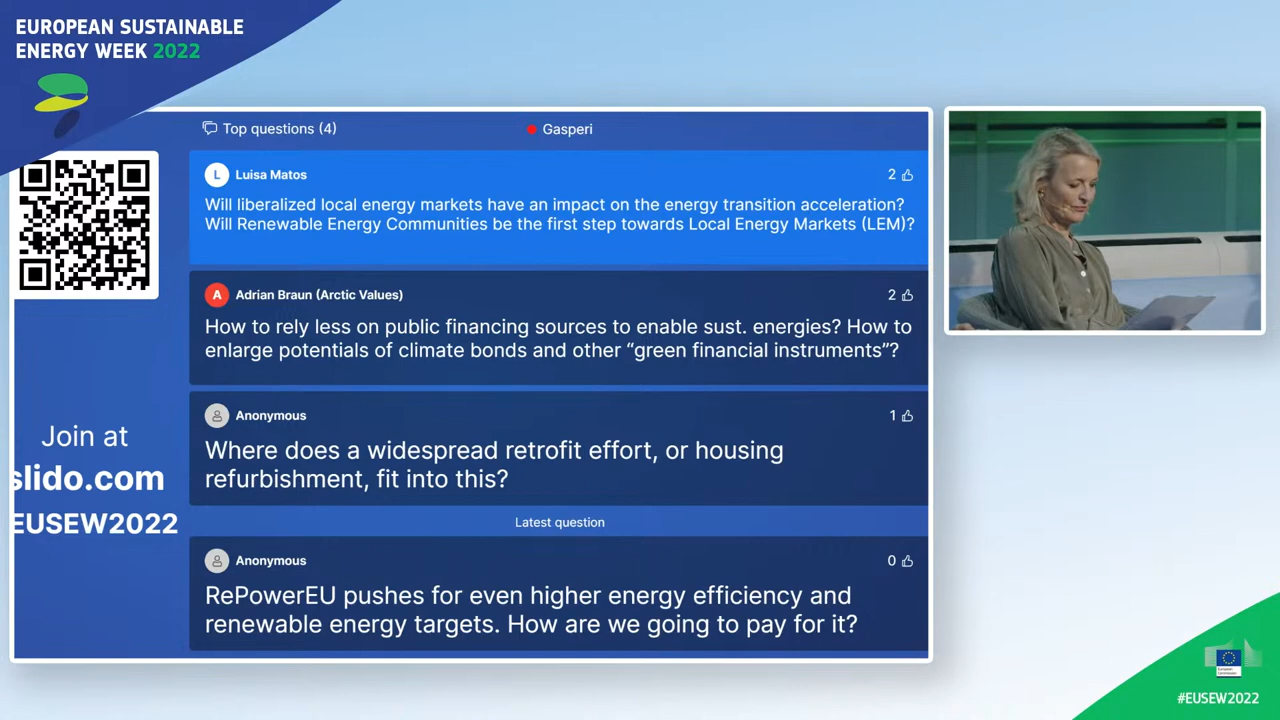 EUROPEAN SUSTAINABLE
ENERGY WEEK 2022
Top questions (4)
Gasperi
L
Luisa Matos
2
Will liberalized local energy markets have an impact on the energy transition acceleration?
Will Renewable Energy Communities be the first step towards Local Energy Markets (LEM)?
A
Adrian Braun (Arctic Values)
2
How to rely less on public financing sources to enable sust. energies? How to
enlarge potentials of climate bonds and other “green financial instruments”?
Anonymous
1
Where does a widespread retrofit effort, or housing
refurbishment, fit into this?
Join at
slido.com
EUSEW2022
Latest question
Anonymous
0
RePowerEU pushes for even higher energy efficiency and
renewable energy targets. How are we going to pay for it?
European
Commission
#EUSEW2022